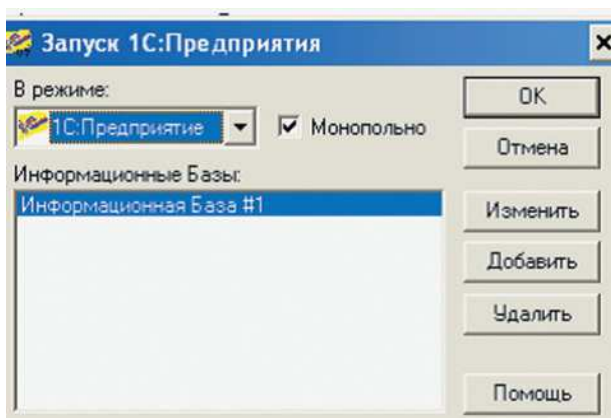 Запуск 1С:Предприятия
В режиме:
1С:Предприятие
Монопольно
Информационные Базы:
Информационная База #1
OK
Отмена
Изменить
Добавить
Удалить
Помощь